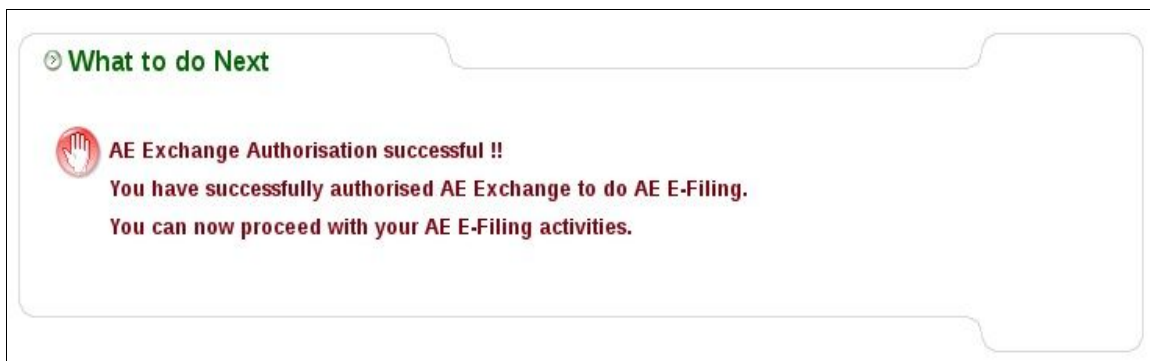 What to do Next
AE Exchange Authorisation successful !!
You have successfully authorised AE Exchange to do AE E-Filing.
You can now proceed with your AE E-Filing activities.